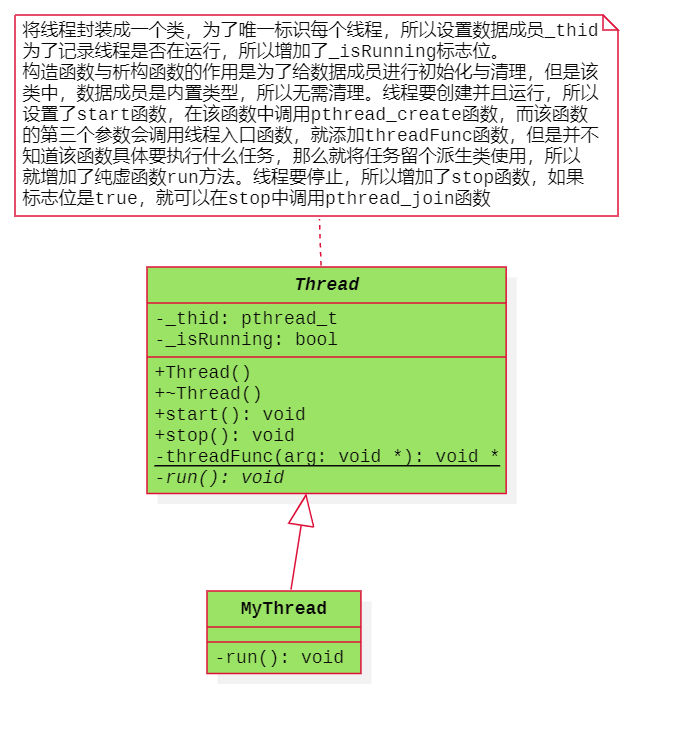 将线程封装成一个类，为了唯一标识每个线程，所以设置数据成员_thid
为了记录线程是否在运行，所以增加了_isRunning标志位。
构造函数与析构函数的作用是为了给数据成员进行初始化与清理，但是该
类中，数据成员是内置类型，所以无需清理。线程要创建并且运行，所以
设置了start函数，在该函数中调用pthread_create函数，而该函数
的第三个参数会调用线程入口函数，就添加threadFunc函数，但是并不
知道该函数具体要执行什么任务，那么就将任务留个派生类使用，所以
就增加了纯虚函数run方法。线程要停止，所以增加了stop函数，如果
标志位是true，就可以在stop中调用pthread_join函数
Thread
-_thid: pthread_t
-_isRunning: bool
+Thread()
+~Thread()
+start(): void
+stop(): void
-threadFunc(arg: void *): void *
-run(): void
MyThread
-run(): void